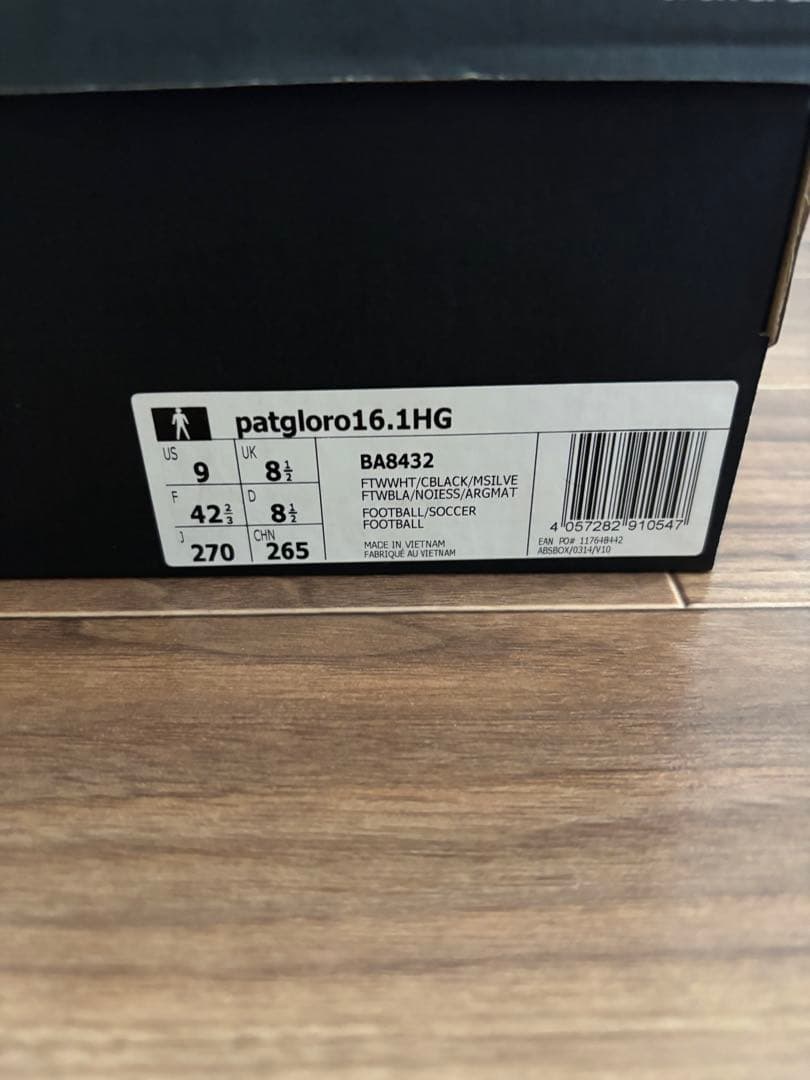 patgloro16.1HG
US 9 UK 8½
F 42⅔ D 8½
J 270 CHN 265
BA8432
FTWWHT/CBLACK/MSILVE
FTWBLA/NOIESS/ARGMAT
FOOTBALL/SOCCER
FOOTBALL
MADE IN VIETNAM
FABRIQUÉ AU VIETNAM
4 057282 910547
EAN PO# 117648442
ABSBOX/0314/V10